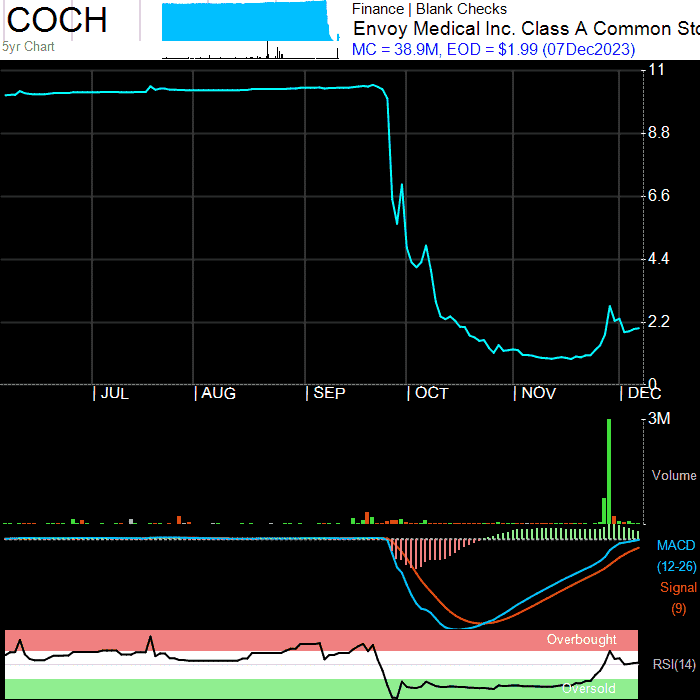 COCH
5yr Chart
Finance | Blank Checks
Envoy Medical Inc. Class A Common Sto
MC = 38.9M, EOD = $1.99 (07Dec2023)
11
8.8
6.6
4.4
2.2
0
| JUL | AUG | SEP | OCT | NOV | DEC
3M
Volume
MACD
(12-26)
Signal
(9)
Overbought
RSI(14)
Oversold